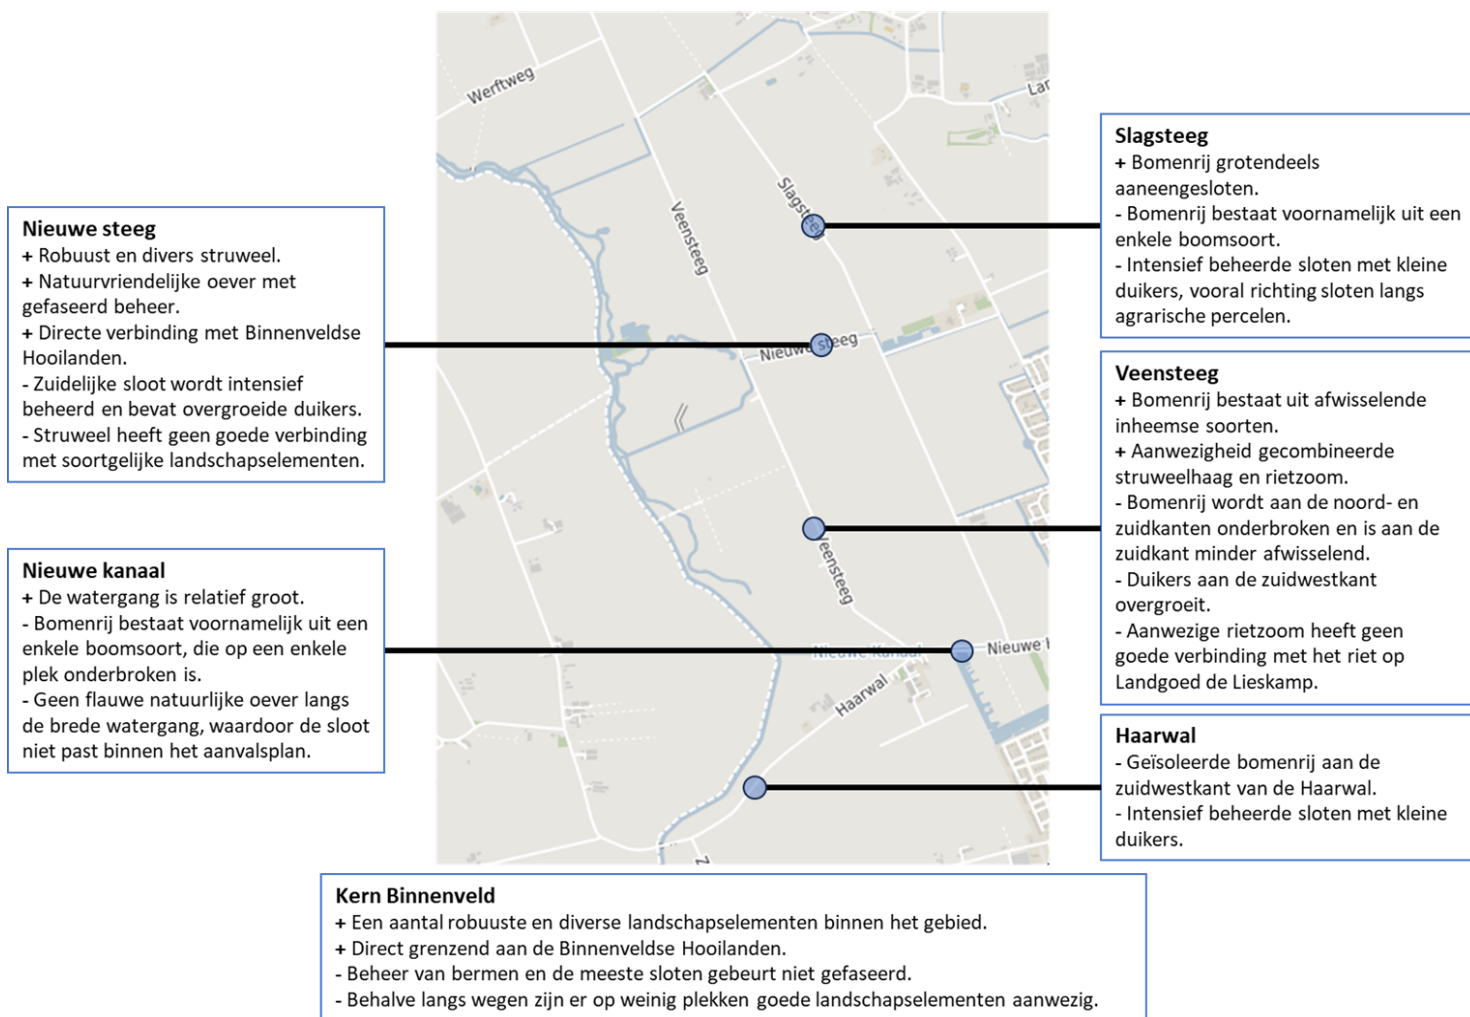 Nieuwe steeg
+ Robuust en divers struweel.
+ Natuurvriendelijke oever met
gefaseerd beheer.
+ Directe verbinding met Binnenveldse
Hooilanden.
- Zuidelijke sloot wordt intensief
beheerd en bevat overgroeide duikers.
- Struweel heeft geen goede verbinding
met soortgelijke landschapselementen.
Nieuwe kanaal
+ De watergang is relatief groot.
- Bomenrij bestaat voornamelijk uit een
enkele boomsoort, die op een enkele
plek onderbroken is.
- Geen flauwe natuurlijke oever langs
de brede watergang, waardoor de sloot
niet past binnen het aanvalsplan.
Werftweg
Lar
Slagsteeg
Veensteeg
Nieuwe steeg
Veensteeg
Nieuwe Kanaal
Nieuwe
Haarwal
Z
Slagsteeg
+ Bomenrij grotendeels
aaneengesloten.
- Bomenrij bestaat voornamelijk uit een
enkele boomsoort.
- Intensief beheerde sloten met kleine
duikers, vooral richting sloten langs
agrarische percelen.
Veensteeg
+ Bomenrij bestaat uit afwisselende
inheemse soorten.
+ Aanwezigheid gecombineerde
struweelhaag en rietzoom.
- Bomenrij wordt aan de noord- en
zuidkanten onderbroken en is aan de
zuidkant minder afwisselend.
- Duikers aan de zuidwestkant
overgroeit.
- Aanwezige rietzoom heeft geen
goede verbinding met het riet op
Landgoed de Lieskamp.
Haarwal
- Geïsoleerde bomenrij aan de
zuidwestkant van de Haarwal.
- Intensief beheerde sloten met kleine
duikers.
Kern Binnenveld
+ Een aantal robuuste en diverse landschapselementen binnen het gebied.
+ Direct grenzend aan de Binnenveldse Hooilanden.
- Beheer van bermen en de meeste sloten gebeurt niet gefaseerd.
- Behalve langs wegen zijn er op weinig plekken goede landschapselementen aanwezig.